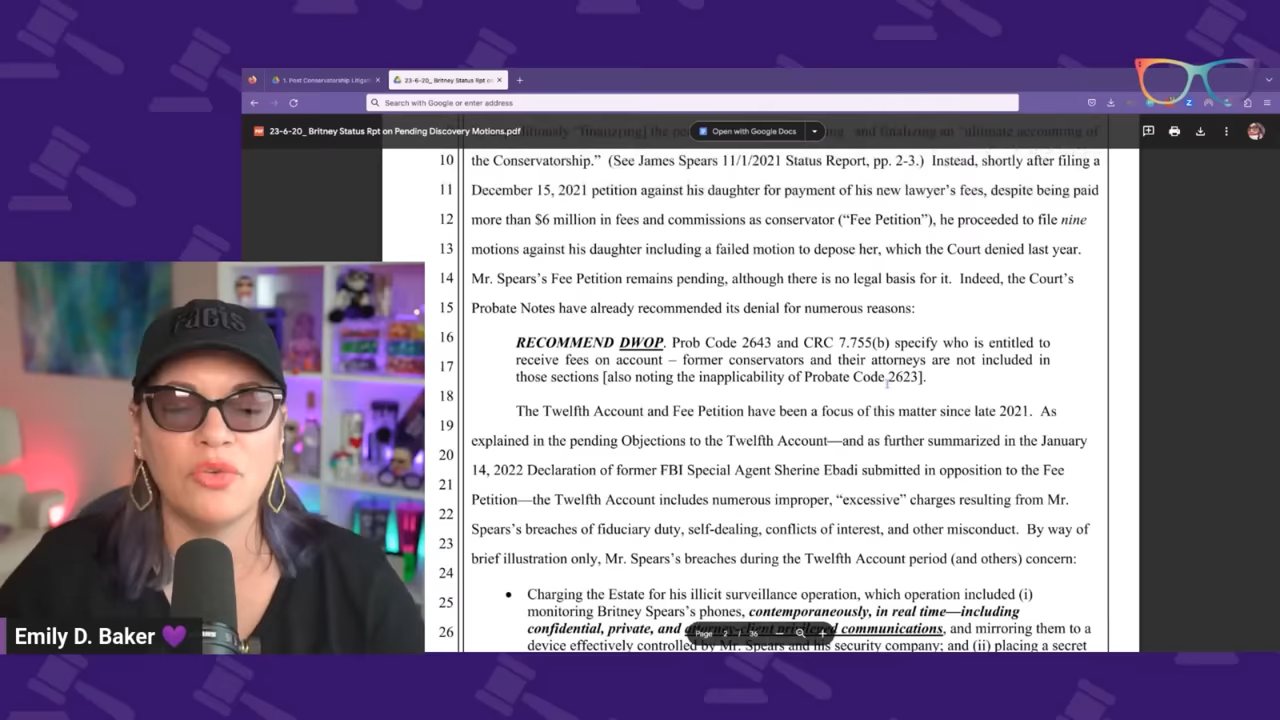 1. Post Conservatorship Litigat
23-6-20_ Britney Status Rpt on
Search with Google or enter address
23-6-20_ Britney Status Rpt on Pending Discovery Motions.pdf
Open with Google Docs
and finalizing an "ultimate accounting of
10 the Conservatorship." (See James Spears 11/1/2021 Status Report, pp. 2-3.) Instead, shortly after filing a
11 December 15, 2021 petition against his daughter for payment of his new lawyer's fees, despite being paid
12 more than $6 million in fees and commissions as conservator ("Fee Petition"), he proceeded to file nine
13 motions against his daughter including a failed motion to depose her, which the Court denied last year.
14 Mr. Spears's Fee Petition remains pending, although there is no legal basis for it. Indeed, the Court's
15 Probate Notes have already recommended its denial for numerous reasons:
16 RECOMMEND DWOP. Prob Code 2643 and CRC 7.755(b) specify who is entitled to
17 receive fees on account – former conservators and their attorneys are not included in
those sections [also noting the inapplicability of Probate Code 2623].
18
19 The Twelfth Account and Fee Petition have been a focus of this matter since late 2021. As
20 explained in the pending Objections to the Twelfth Account—and as further summarized in the January
21 14, 2022 Declaration of former FBI Special Agent Sherine Ebadi submitted in opposition to the Fee
22 Petition—the Twelfth Account includes numerous improper, "excessive" charges resulting from Mr.
23 Spears's breaches of fiduciary duty, self-dealing, conflicts of interest, and other misconduct. By way of
24 brief illustration only, Mr. Spears's breaches during the Twelfth Account period (and others) concern:
25 • Charging the Estate for his illicit surveillance operation, which operation included (i)
monitoring Britney Spears's phones, contemporaneously, in real time—including
26 confidential, private, and attorney-client privileged communications, and mirroring them to a
device effectively controlled by Mr. Spears and his security company; and (ii) placing a secret
Page 2 / 36
FACTS
Emily D. Baker